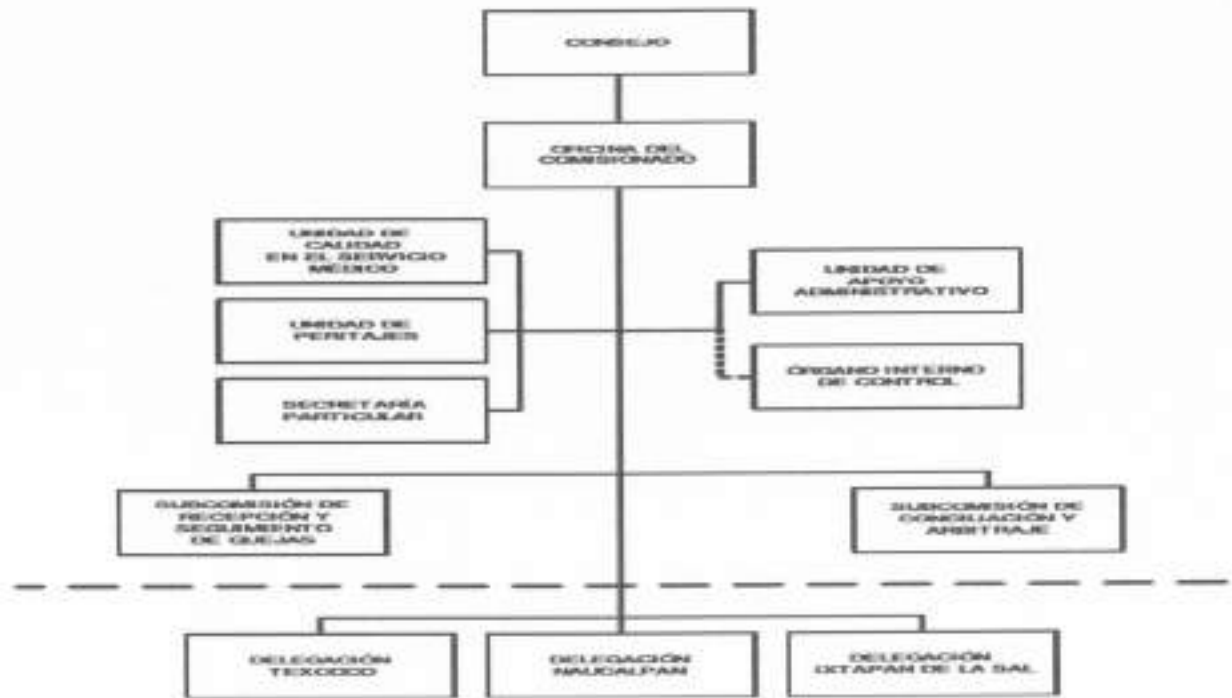 CONSEJO
OFICINA DEL
COMISIONADO
UNIDAD DE
CALIDAD
EN EL SERVICIO
MÉDICO
UNIDAD DE
PERITAJES
SECRETARÍA
PARTICULAR
UNIDAD DE
APOYO
ADMINISTRATIVO
ÓRGANO INTERNO
DE CONTROL
SUBCOMISIÓN DE
RECEPCIÓN Y
SEGUIMIENTO
DE QUEJAS
SUBCOMISIÓN DE
CONCILIACIÓN Y
ARBITRAJE
DELEGACIÓN
TEXCOCO
DELEGACIÓN
NAUCALPAN
DELEGACIÓN
IXTAPAN DE LA SAL